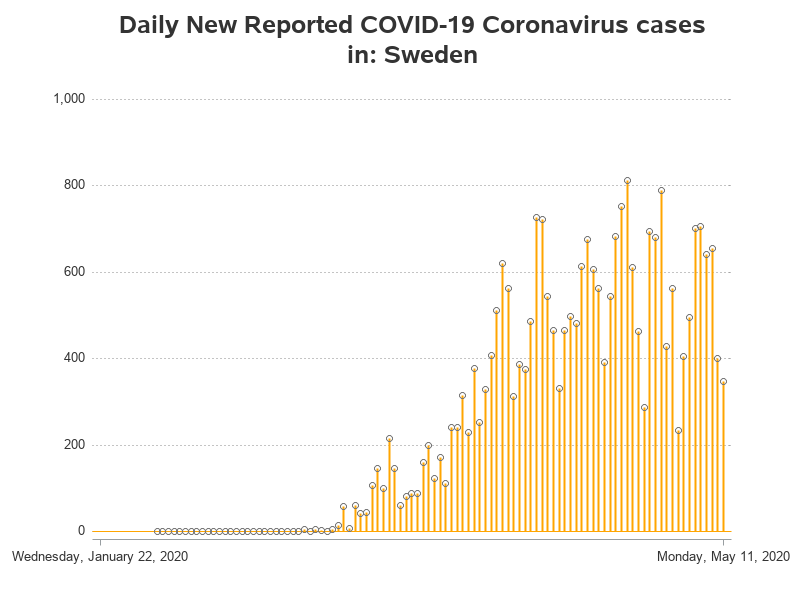 Daily New Reported COVID-19 Coronavirus cases
in: Sweden
1,000
800
600
400
200
0
Wednesday, January 22, 2020
Monday, May 11, 2020